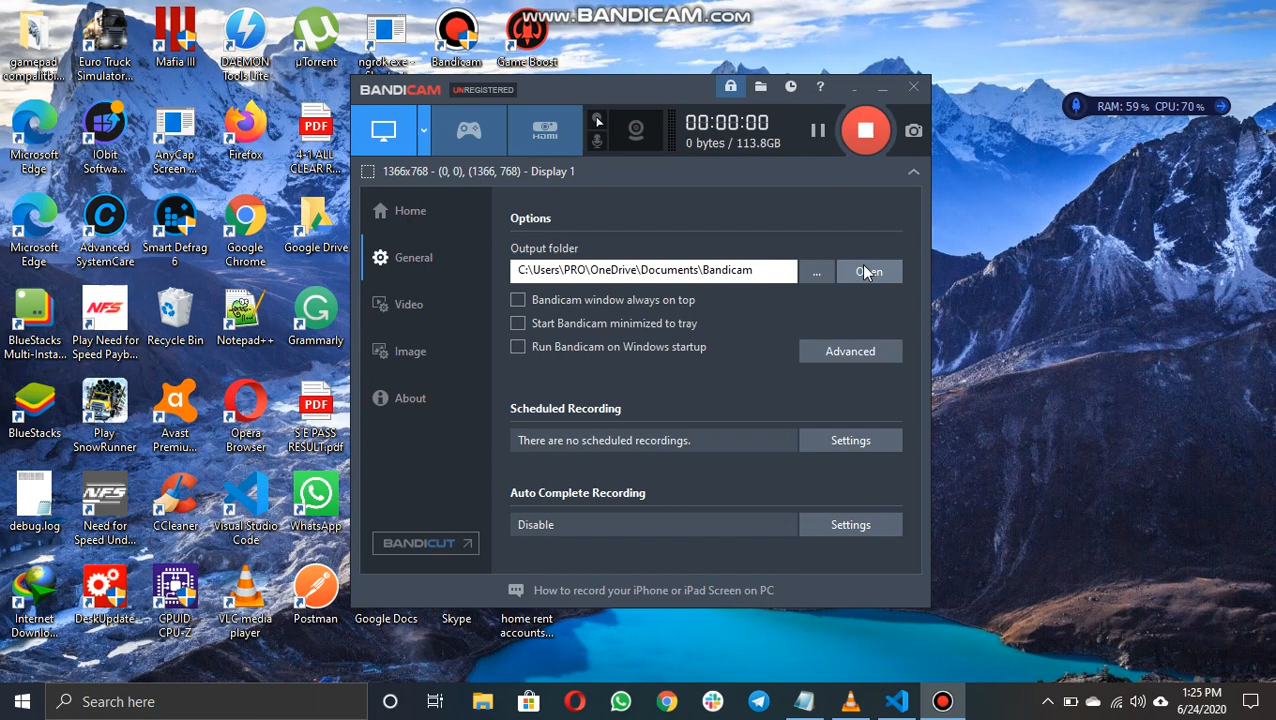 www.BANDICAM.com
gamepad compatibi...
Euro Truck Simulator...
Mafia III
DAEMON Tools Lite
µTorrent
ngrok.exe -
Bandicam
Game Boost
Microsoft Edge
IObit Softwa...
AnyCap Screen ...
Firefox
PDF
4-1 ALL CLEAR R...
Microsoft Edge
Advanced SystemCare
Smart Defrag 6
Google Chrome
Google Drive
BlueStacks Multi-Insta...
NFS
Play Need for Speed Payb...
Recycle Bin
Notepad++
Grammarly
BlueStacks
Play SnowRunner
Avast Premiu...
Opera Browser
PDF
S E PASS RESULT.pdf
debug.log
NFS
Need for Speed Und...
CCleaner
Visual Studio Code
WhatsApp
Internet Downlo...
DeskUpdate
CPUID CPU-Z
VLC media player
Postman
Google Docs
Skype
home rent accounts...
BANDICAM UNREGISTERED
?
HDMI
00:00:00
0 bytes / 113.8GB
1366x768 - (0, 0), (1366, 768) - Display 1
Home
General
Video
Image
About
BANDICUT
Options
Output folder
C:\Users\PRO\OneDrive\Documents\Bandicam
...
Open
Bandicam window always on top
Start Bandicam minimized to tray
Run Bandicam on Windows startup
Advanced
Scheduled Recording
There are no scheduled recordings.
Settings
Auto Complete Recording
Disable
Settings
How to record your iPhone or iPad Screen on PC
RAM: 59 % CPU: 70 %
Search here
1:25 PM
6/24/2020